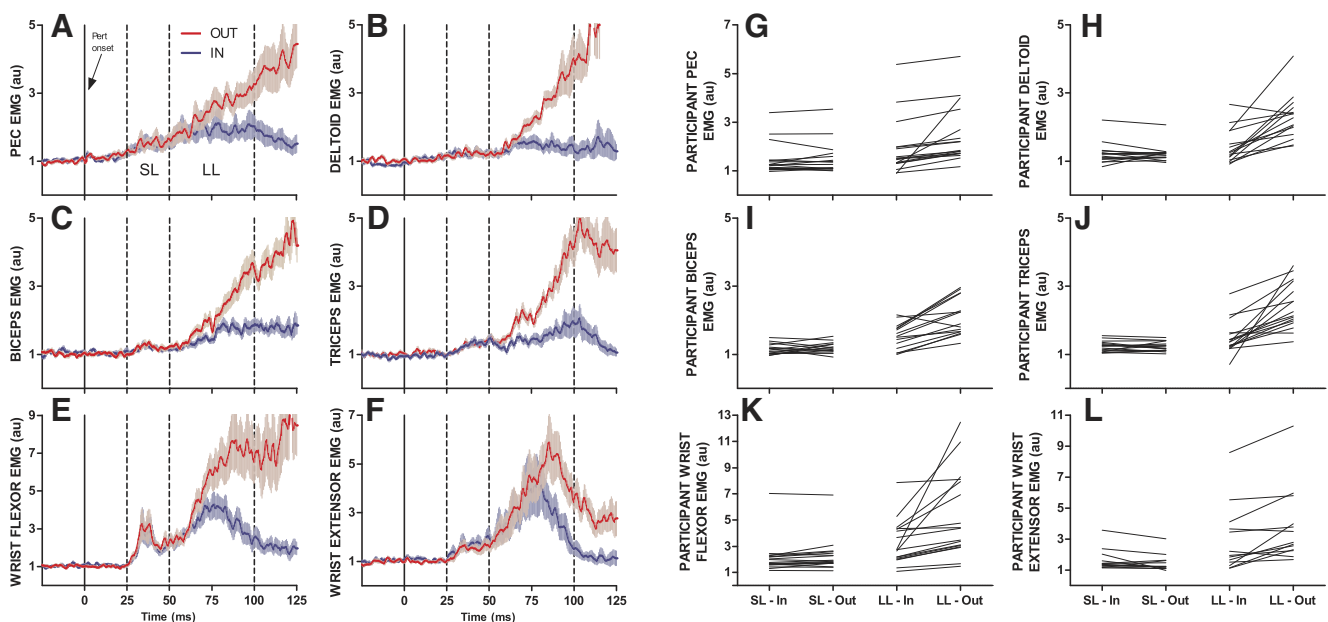 A
B
G
H
OUT
IN
Pert
onset
SL
LL
PEC EMG (au)
5
3
1
DELTOID EMG (au)
5
3
1
PARTICIPANT PEC
EMG (au)
7
5
3
1
PARTICIPANT DELTOID
EMG (au)
5
3
1
C
D
I
J
BICEPS EMG (au)
5
3
1
TRICEPS EMG (au)
5
3
1
PARTICIPANT BICEPS
EMG (au)
5
3
1
PARTICIPANT TRICEPS
EMG (au)
5
3
1
E
F
K
L
WRIST FLEXOR EMG (au)
9
7
5
3
1
WRIST EXTENSOR EMG (au)
7
5
3
1
PARTICIPANT WRIST
FLEXOR EMG (au)
13
11
9
7
5
3
1
PARTICIPANT WRIST
EXTENSOR EMG (au)
11
9
7
5
3
1
0 25 50 75 100 125
Time (ms)
0 25 50 75 100 125
Time (ms)
SL - In SL - Out LL - In LL - Out
SL - In SL - Out LL - In LL - Out